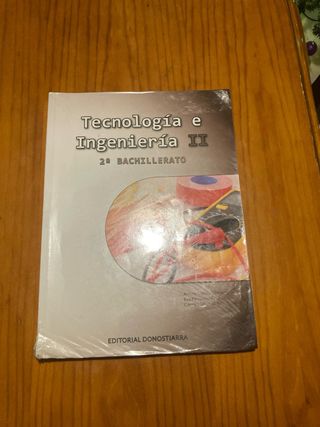 Tecnología e
Ingeniería II
2º BACHILLERATO
EDITORIAL DONOSTIARRA